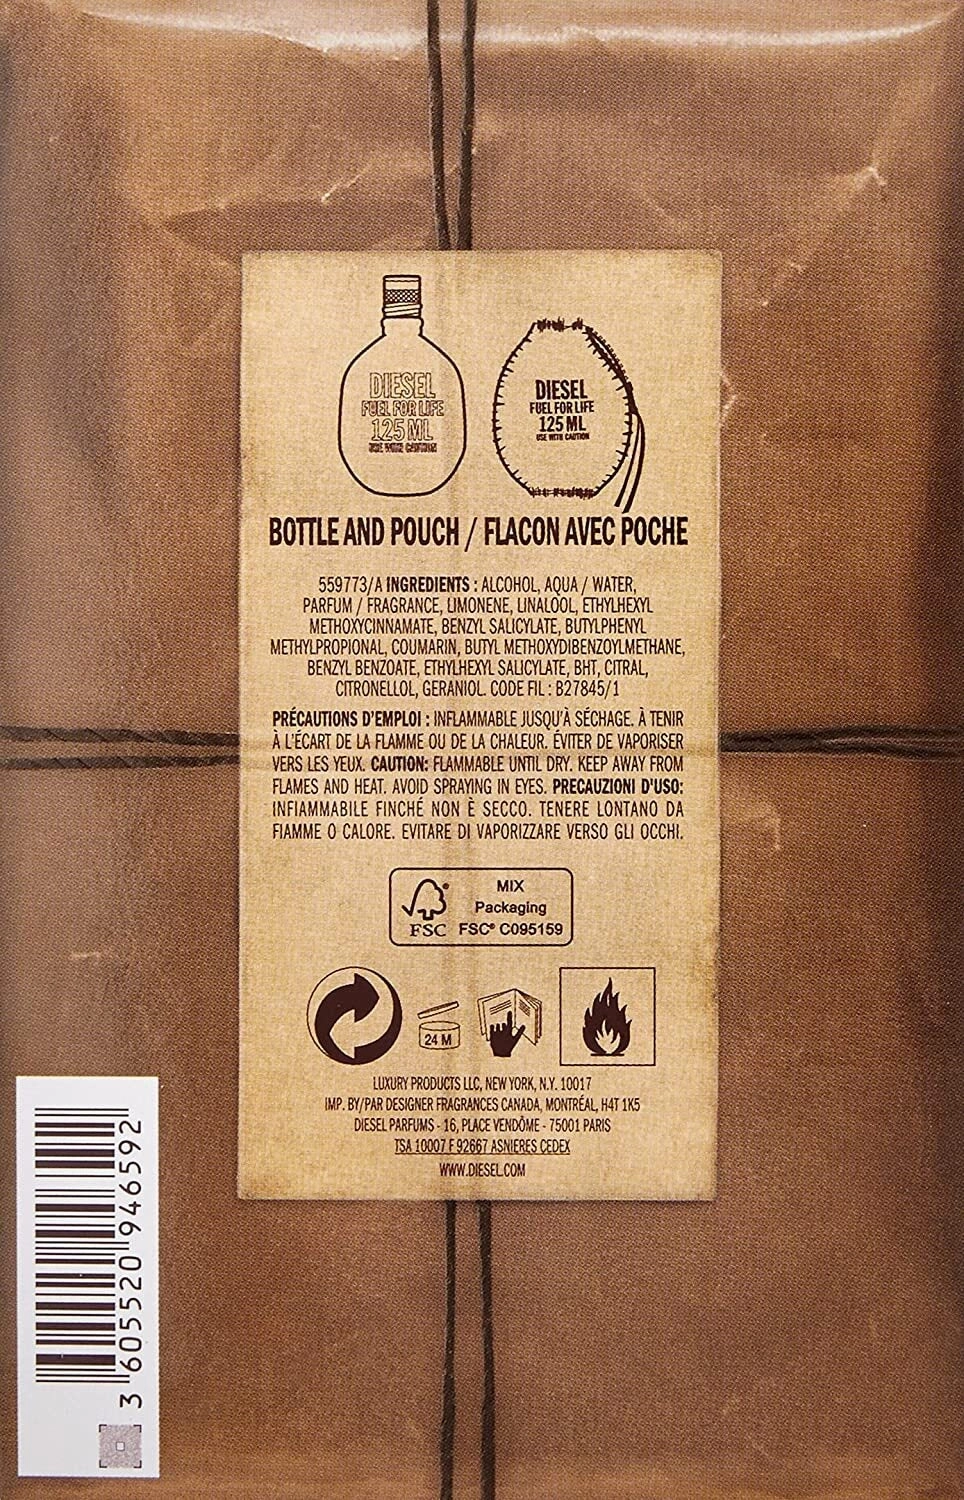 DIESEL
FUEL FOR LIFE
125 ML
USE WITH CAUTION
DIESEL
FUEL FOR LIFE
125 ML
USE WITH CAUTION
BOTTLE AND POUCH / FLACON AVEC POCHE
559773/A INGREDIENTS : ALCOHOL, AQUA / WATER,
PARFUM / FRAGRANCE, LIMONENE, LINALOOL, ETHYLHEXYL
METHOXYCINNAMATE, BENZYL SALICYLATE, BUTYLPHENYL
METHYLPROPIONAL, COUMARIN, BUTYL METHOXYDIBENZOYLMETHANE,
BENZYL BENZOATE, ETHYLHEXYL SALICYLATE, BHT, CITRAL,
CITRONELLOL, GERANIOL. CODE FIL : B27845/1
PRÉCAUTIONS D'EMPLOI : INFLAMMABLE JUSQU'À SÉCHAGE. À TENIR
À L'ÉCART DE LA FLAMME OU DE LA CHALEUR. ÉVITER DE VAPORISER
VERS LES YEUX. CAUTION: FLAMMABLE UNTIL DRY. KEEP AWAY FROM
FLAMES AND HEAT. AVOID SPRAYING IN EYES. PRECAUZIONI D'USO:
INFIAMMABILE FINCHÉ NON È SECCO. TENERE LONTANO DA
FIAMME O CALORE. EVITARE DI VAPORIZZARE VERSO GLI OCCHI.
MIX
Packaging
FSC FSC® C095159
24 M
LUXURY PRODUCTS LLC, NEW YORK, N.Y. 10017
IMP. BY/PAR DESIGNER FRAGRANCES CANADA, MONTRÉAL, H4T 1K5
DIESEL PARFUMS - 16, PLACE VENDÔME - 75001 PARIS
TSA 10007 F 92667 ASNIERES CEDEX
WWW.DIESEL.COM
3 605520 946592